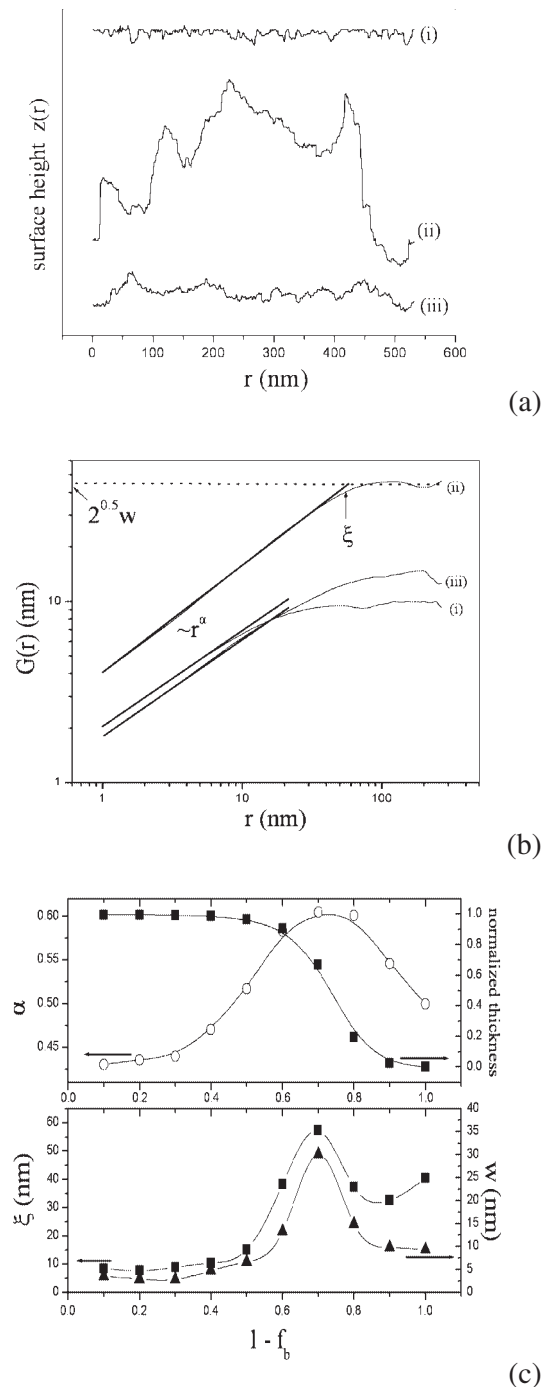 (i)
surface height z(r)
(ii)
(iii)
0 100 200 300 400 500 600
r (nm)
(a)
(ii)
2^0.5 w
ξ
G(r) (nm)
10
(iii)
~r^α
(i)
1
1 10 100
r (nm)
(b)
0.60 1.0
0.8
0.55
α 0.6 normalized thickness
0.50 0.4
0.2
0.45
0.0
0.0 0.2 0.4 0.6 0.8 1.0
60 40
50 35
30
40 25
ξ (nm) 30 20 w (nm)
20 15
10
10 5
0 0
0.0 0.2 0.4 0.6 0.8 1.0
1 - f_b
(c)